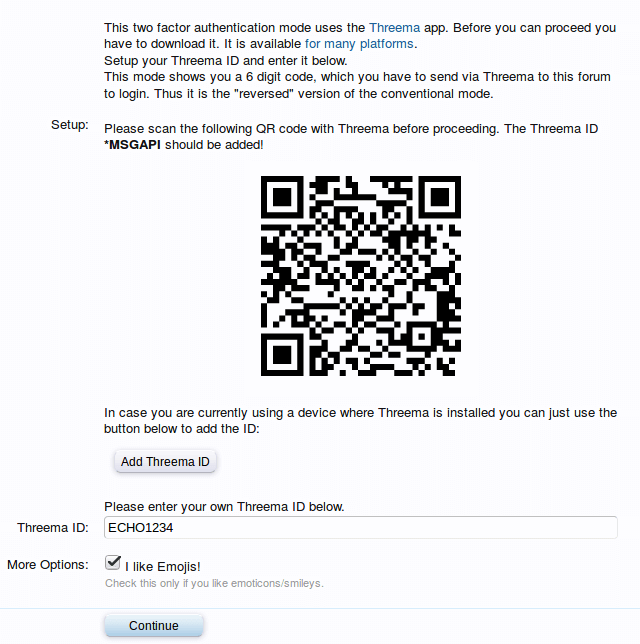 This two factor authentication mode uses the Threema app. Before you can proceed you
have to download it. It is available for many platforms.
Setup your Threema ID and enter it below.
This mode shows you a 6 digit code, which you have to send via Threema to this forum
to login. Thus it is the "reversed" version of the conventional mode.
Setup: Please scan the following QR code with Threema before proceeding. The Threema ID
*MSGAPI should be added!
In case you are currently using a device where Threema is installed you can just use the
button below to add the ID:
Add Threema ID
Please enter your own Threema ID below.
Threema ID: ECHO1234
More Options: I like Emojis!
Check this only if you like emoticons/smileys.
Continue